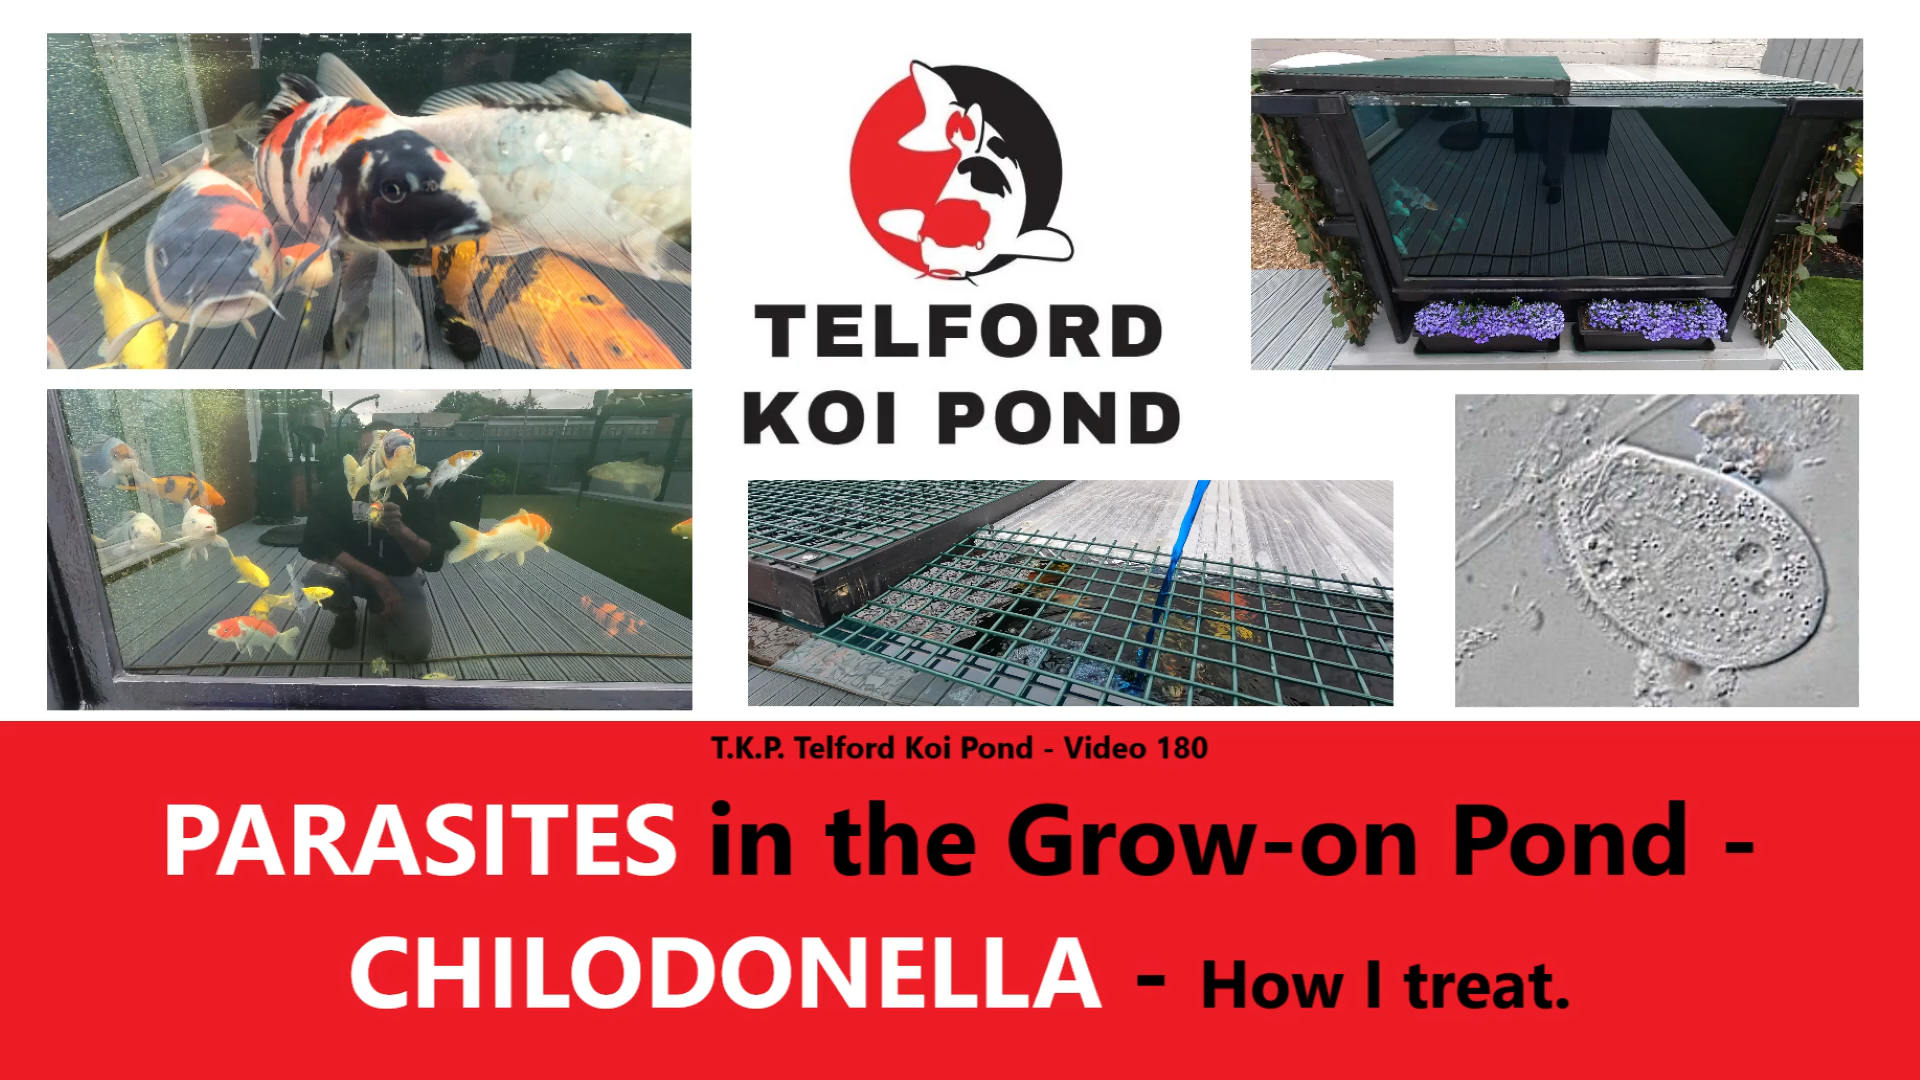 TELFORD
KOI POND
T.K.P. Telford Koi Pond - Video 180
PARASITES in the Grow-on Pond -
CHILODONELLA - How I treat.